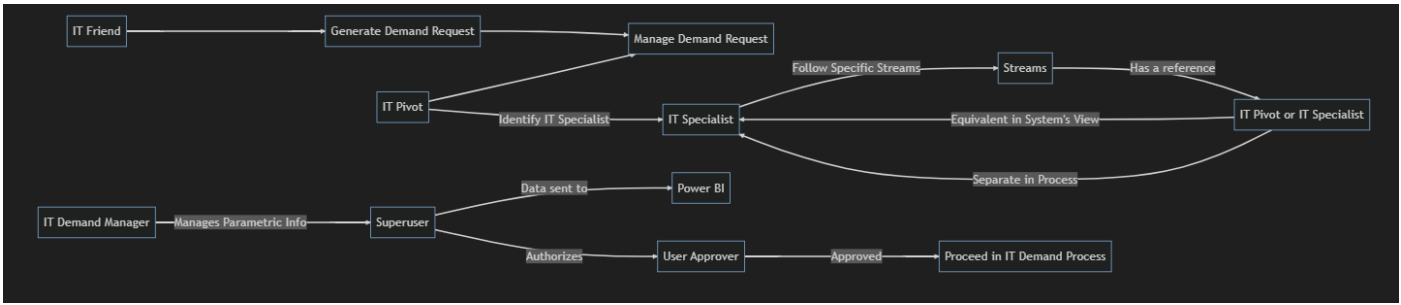 IT Friend
Generate Demand Request
Manage Demand Request
IT Pivot
Identify IT Specialist
IT Specialist
Follow Specific Streams
Streams
Has a reference
IT Pivot or IT Specialist
Equivalent in System's View
Separate in Process
IT Demand Manager
Manages Parametric Info
Superuser
Data sent to
Power BI
Authorizes
User Approver
Approved
Proceed in IT Demand Process